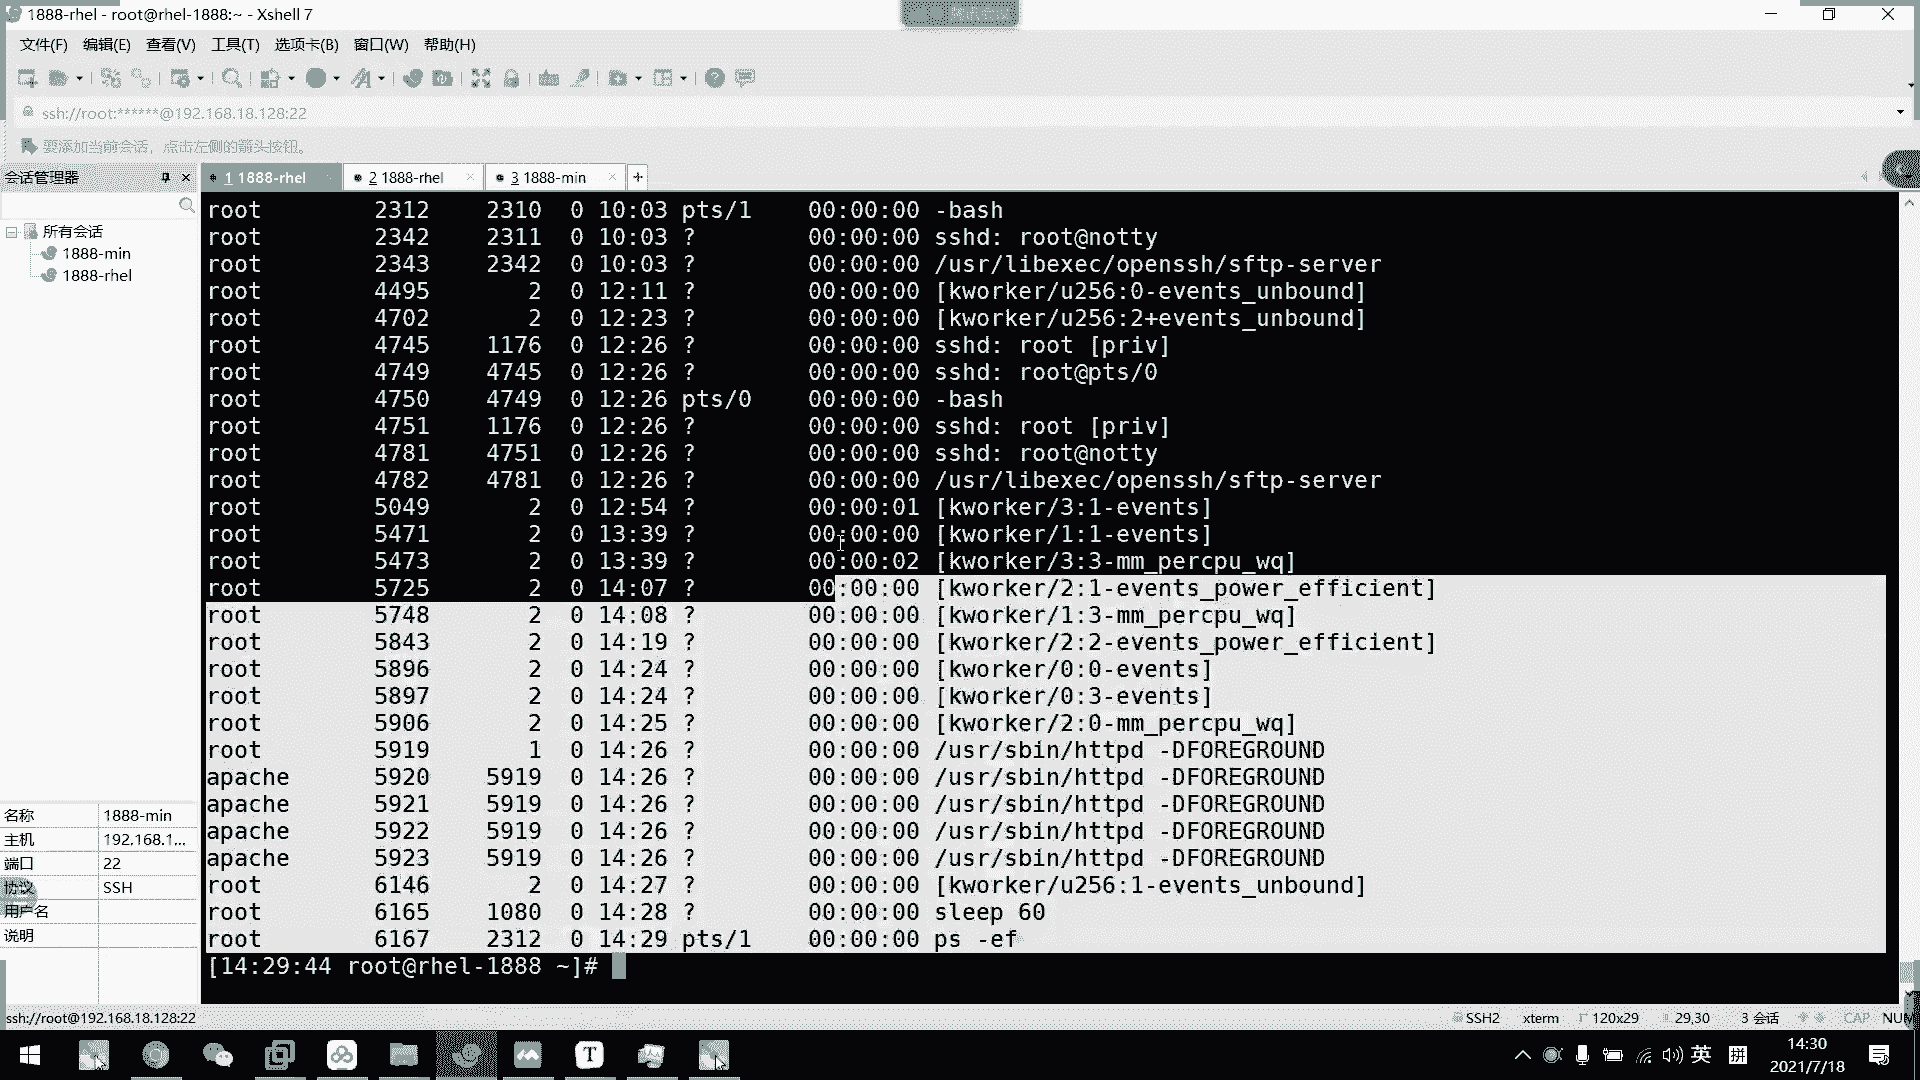 1888-rhel - root@rhel-1888:~ - Xshell 7
文件(F) 编辑(E) 查看(V) 工具(T) 选项卡(B) 窗口(W) 帮助(H)
ssh://root:******@192.168.18.128:22
要添加当前会话，点击左侧的箭头按钮。
会话管理器
1 1888-rhel
2 1888-rhel
3 1888-min
所有会话
1888-min
1888-rhel
root 2312 2310 0 10:03 pts/1 00:00:00 -bash
root 2342 2311 0 10:03 ? 00:00:00 sshd: root@notty
root 2343 2342 0 10:03 ? 00:00:00 /usr/libexec/openssh/sftp-server
root 4495 2 0 12:11 ? 00:00:00 [kworker/u256:0-events_unbound]
root 4702 2 0 12:23 ? 00:00:00 [kworker/u256:2+events_unbound]
root 4745 1176 0 12:26 ? 00:00:00 sshd: root [priv]
root 4749 4745 0 12:26 ? 00:00:00 sshd: root@pts/0
root 4750 4749 0 12:26 pts/0 00:00:00 -bash
root 4751 1176 0 12:26 ? 00:00:00 sshd: root [priv]
root 4781 4751 0 12:26 ? 00:00:00 sshd: root@notty
root 4782 4781 0 12:26 ? 00:00:00 /usr/libexec/openssh/sftp-server
root 5049 2 0 12:54 ? 00:00:01 [kworker/3:1-events]
root 5471 2 0 13:39 ? 00:00:00 [kworker/1:1-events]
root 5473 2 0 13:39 ? 00:00:02 [kworker/3:3-mm_percpu_wq]
root 5725 2 0 14:07 ? 00:00:00 [kworker/2:1-events_power_efficient]
root 5748 2 0 14:08 ? 00:00:00 [kworker/1:3-mm_percpu_wq]
root 5843 2 0 14:19 ? 00:00:00 [kworker/2:2-events_power_efficient]
root 5896 2 0 14:24 ? 00:00:00 [kworker/0:0-events]
root 5897 2 0 14:24 ? 00:00:00 [kworker/0:3-events]
root 5906 2 0 14:25 ? 00:00:00 [kworker/2:0-mm_percpu_wq]
root 5919 1 0 14:26 ? 00:00:00 /usr/sbin/httpd -DFOREGROUND
apache 5920 5919 0 14:26 ? 00:00:00 /usr/sbin/httpd -DFOREGROUND
apache 5921 5919 0 14:26 ? 00:00:00 /usr/sbin/httpd -DFOREGROUND
apache 5922 5919 0 14:26 ? 00:00:00 /usr/sbin/httpd -DFOREGROUND
apache 5923 5919 0 14:26 ? 00:00:00 /usr/sbin/httpd -DFOREGROUND
root 6146 2 0 14:27 ? 00:00:00 [kworker/u256:1-events_unbound]
root 6165 1080 0 14:28 ? 00:00:00 sleep 60
root 6167 2312 0 14:29 pts/1 00:00:00 ps -ef
[14:29:44 root@rhel-1888 ~]#
名称 1888-min
主机 192.168.1...
端口 22
协议 SSH
用户名
说明
ssh://root@192.168.18.128:22
SSH2 xterm 120x29 29,30 3 会话 CAP NUM
英 拼
14:30
2021/7/18